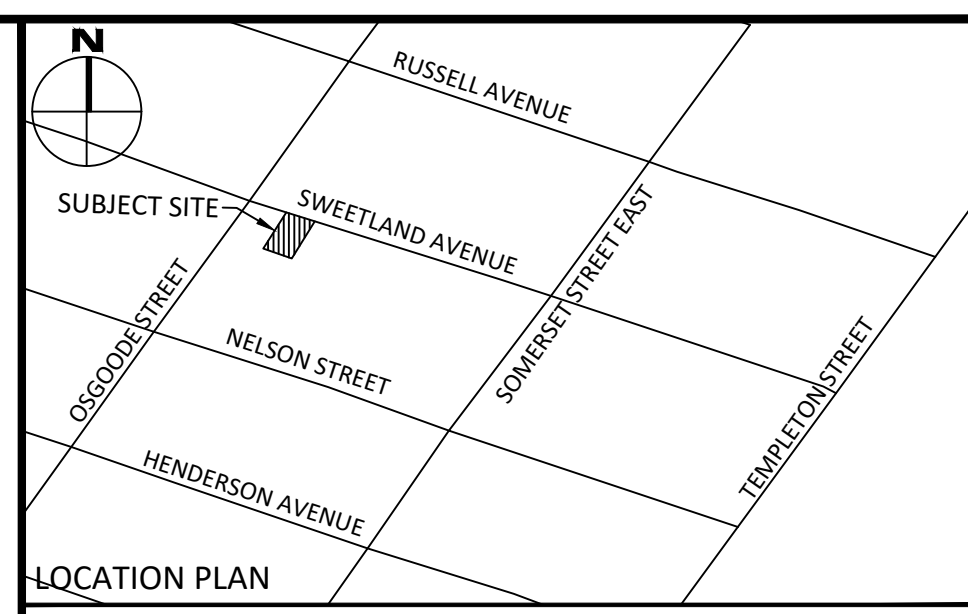 N
RUSSELL AVENUE
SUBJECT SITE
SWEETLAND AVENUE
SOMERSET STREET EAST
OSGOODE STREET
NELSON STREET
TEMPLETON STREET
HENDERSON AVENUE
LOCATION PLAN